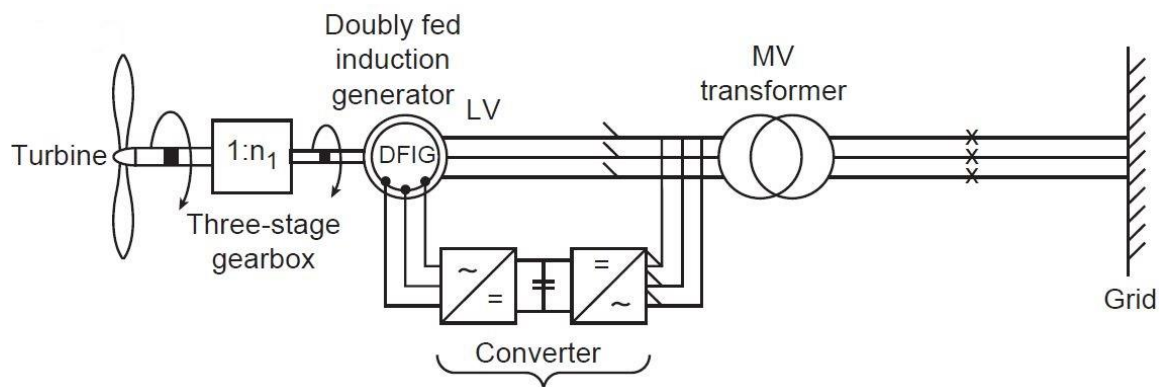 Doubly fed
induction
generator
LV
MV
transformer
Turbine
1:n1
DFIG
Three-stage
gearbox
~
=
=
~
Converter
x
x
x
Grid